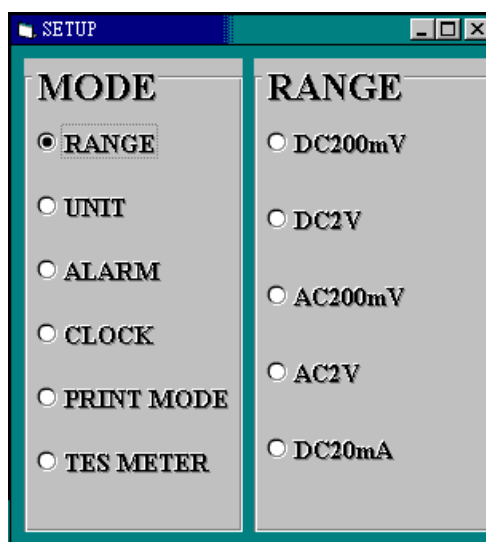 SETUP
MODE
RANGE
UNIT
ALARM
CLOCK
PRINT MODE
TES METER
RANGE
DC200mV
DC2V
AC200mV
AC2V
DC20mA